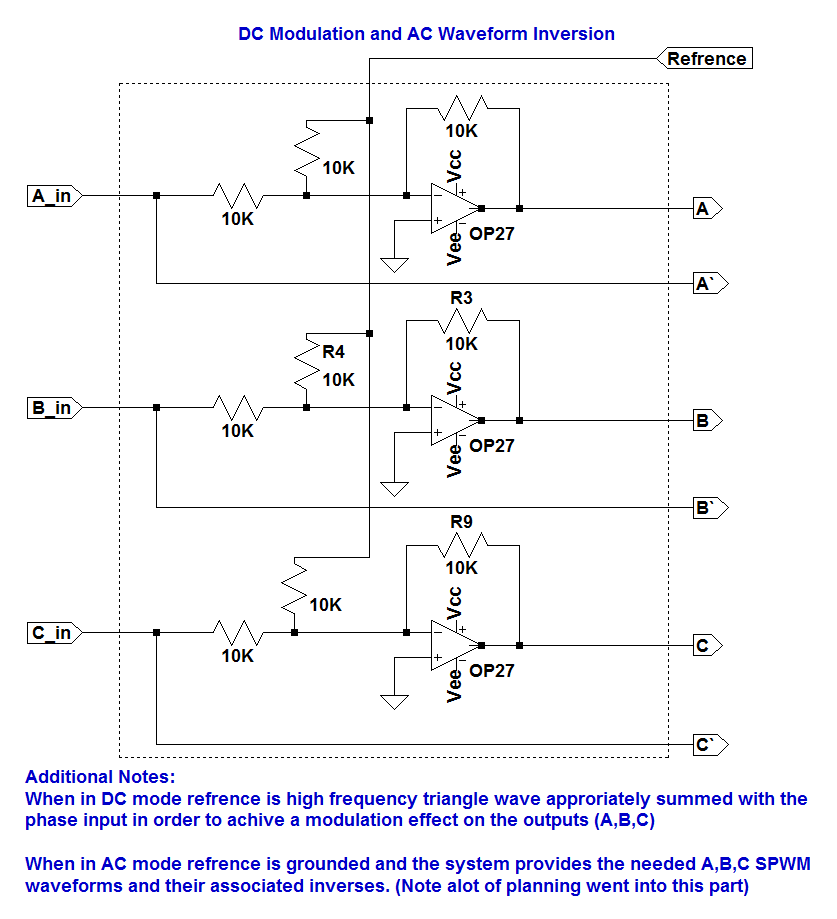 DC Modulation and AC Waveform Inversion
Refrence
10K
10K
Vcc
A_in
10K
+
−
+
−
A
OP27
Vee
A`
R3
10K
R4
10K
Vcc
B_in
10K
+
−
+
−
B
OP27
Vee
B`
R9
10K
10K
Vcc
C_in
10K
+
−
+
−
C
OP27
Vee
C`
Additional Notes:
When in DC mode refrence is high frequency triangle wave approriately summed with the
phase input in order to achive a modulation effect on the outputs (A,B,C)
When in AC mode refrence is grounded and the system provides the needed A,B,C SPWM
waveforms and their associated inverses. (Note alot of planning went into this part)